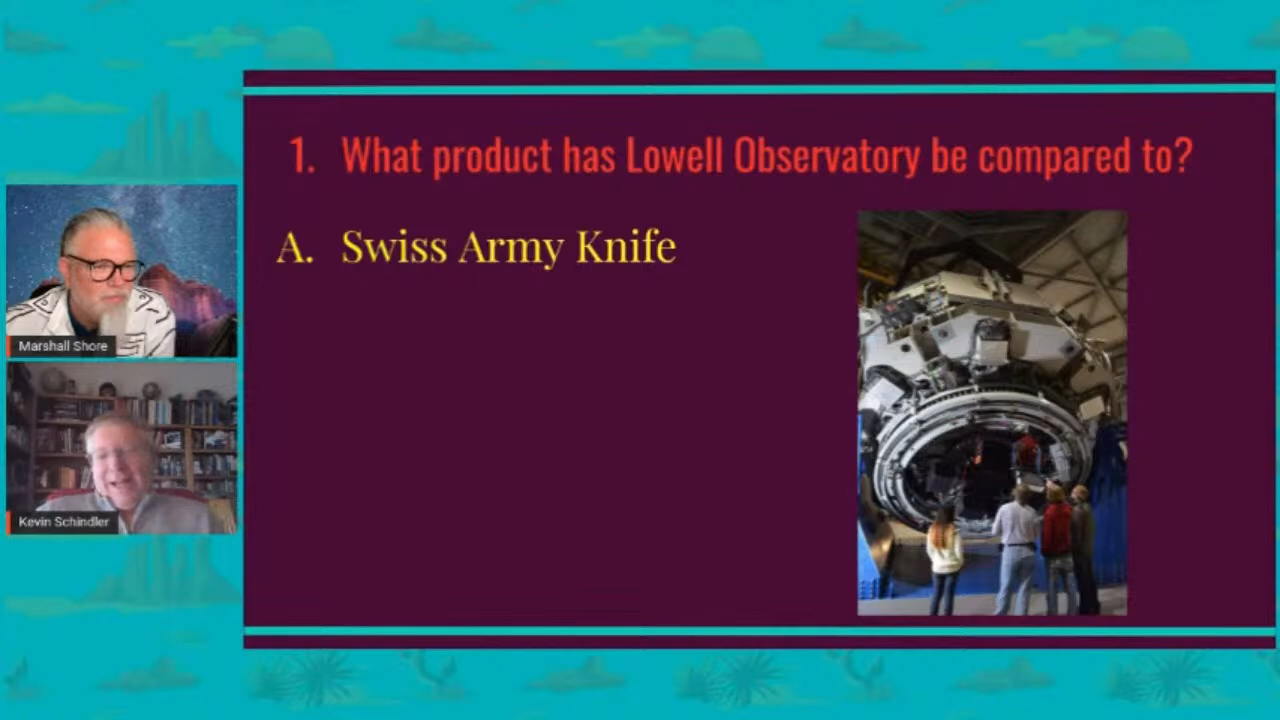 1. What product has Lowell Observatory be compared to?
A. Swiss Army Knife
Marshall Shore
Kevin Schindler